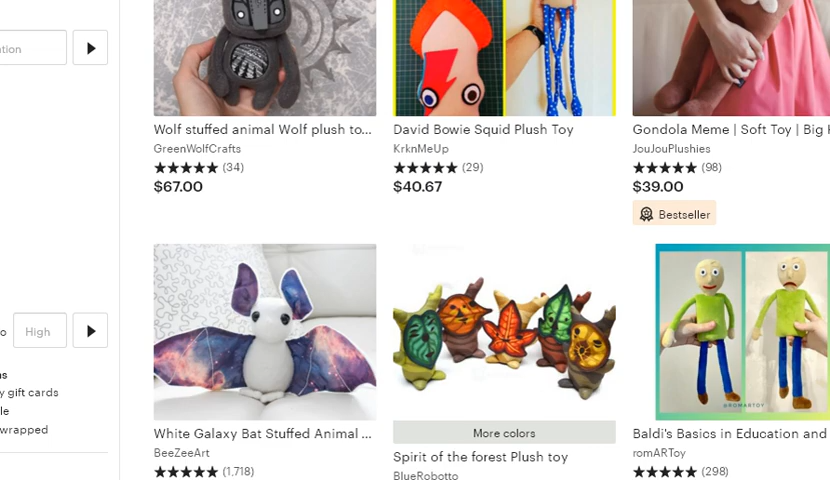 tion
Wolf stuffed animal Wolf plush to...
GreenWolfCrafts
(34)
$67.00
David Bowie Squid Plush Toy
KrknMeUp
(29)
$40.67
Gondola Meme | Soft Toy | Big
JouJouPlushies
(98)
$39.00
Bestseller
o
High
s
y gift cards
le
wrapped
White Galaxy Bat Stuffed Animal ...
BeeZeeArt
(1,718)
More colors
Spirit of the forest Plush toy
BlueRobotto
@ROMARTOY
Baldi's Basics in Education and
romARToy
(298)